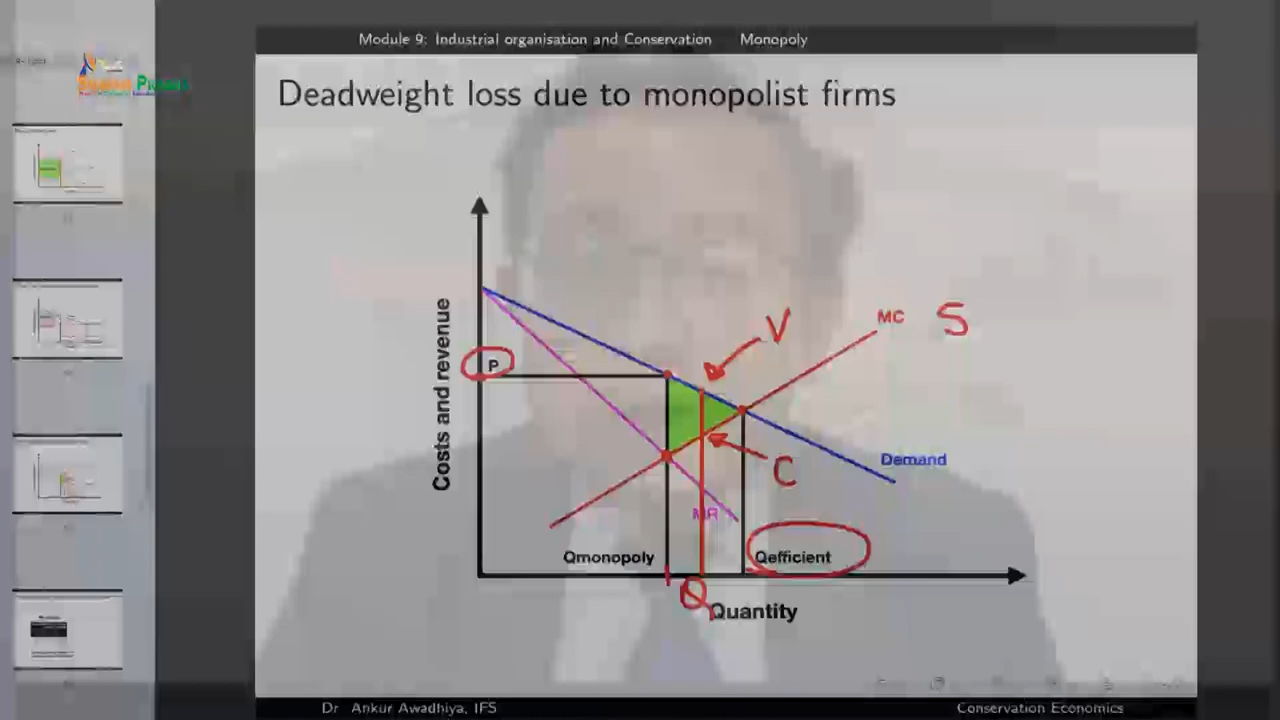 Module 9: Industrial organisation and Conservation Monopoly
Deadweight loss due to monopolist firms
Costs and revenue
P
V
MC
S
Demand
C
MR
Qmonopoly
Qefficient
Q
Quantity
Dr Ankur Awadhiya, IFS
Conservation Economics